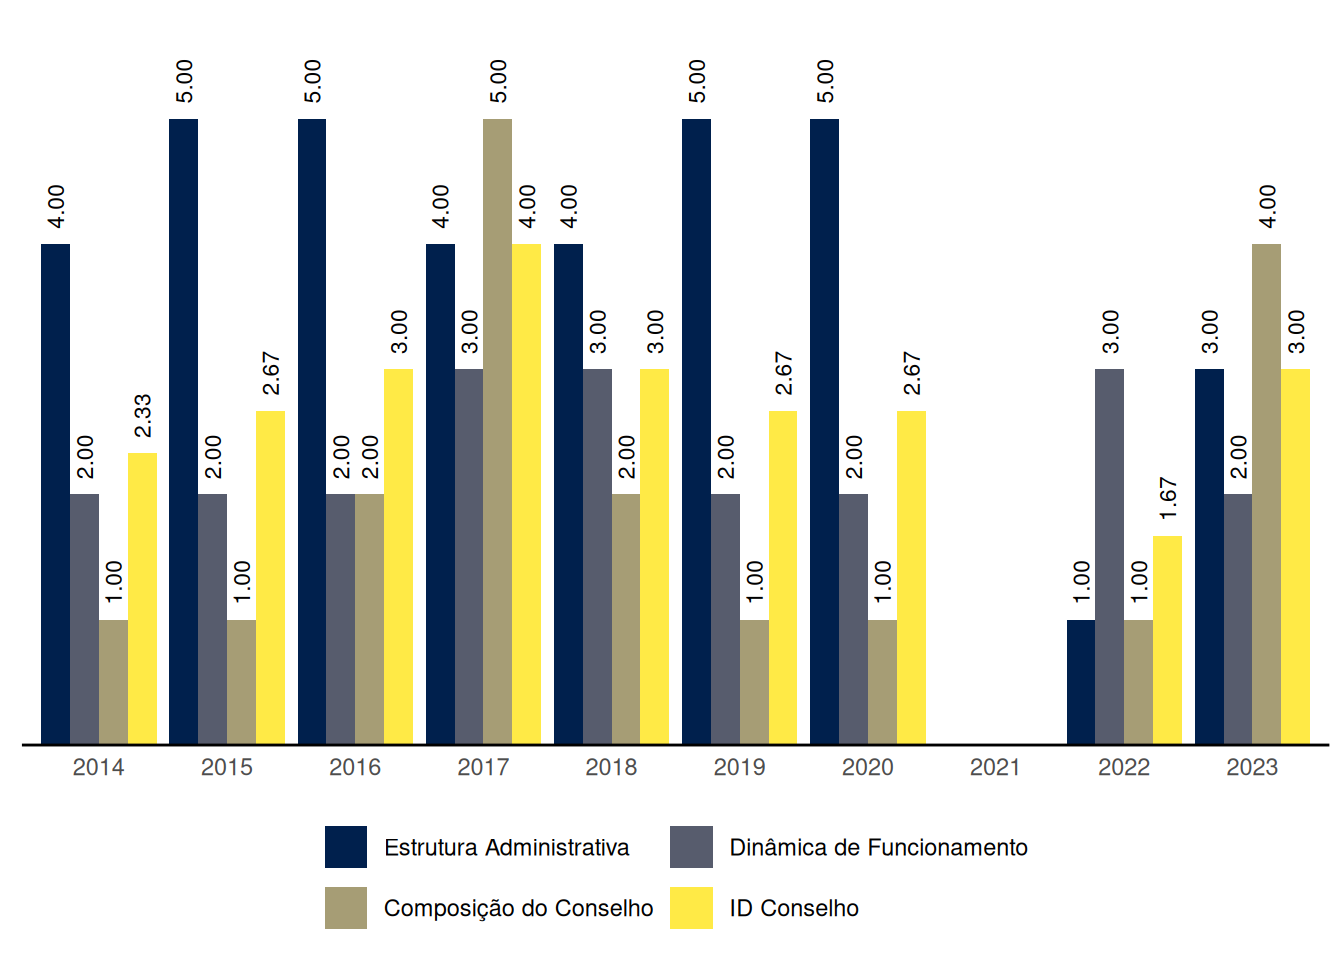 4.00 2.00 1.00 2.33
5.00 2.00 1.00 2.67
5.00 2.00 2.00 3.00
4.00 3.00 5.00 4.00
4.00 3.00 2.00 3.00
5.00 2.00 1.00 2.67
5.00 2.00 1.00 2.67
1.00 3.00 1.00 1.67
3.00 2.00 4.00 3.00
2014 2015 2016 2017 2018 2019 2020 2021 2022 2023
Estrutura Administrativa Dinâmica de Funcionamento
Composição do Conselho ID Conselho